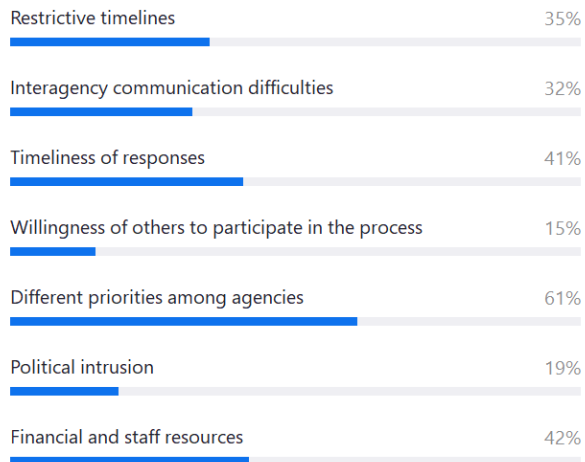 Restrictive timelines 35%
Interagency communication difficulties 32%
Timeliness of responses 41%
Willingness of others to participate in the process 15%
Different priorities among agencies 61%
Political intrusion 19%
Financial and staff resources 42%